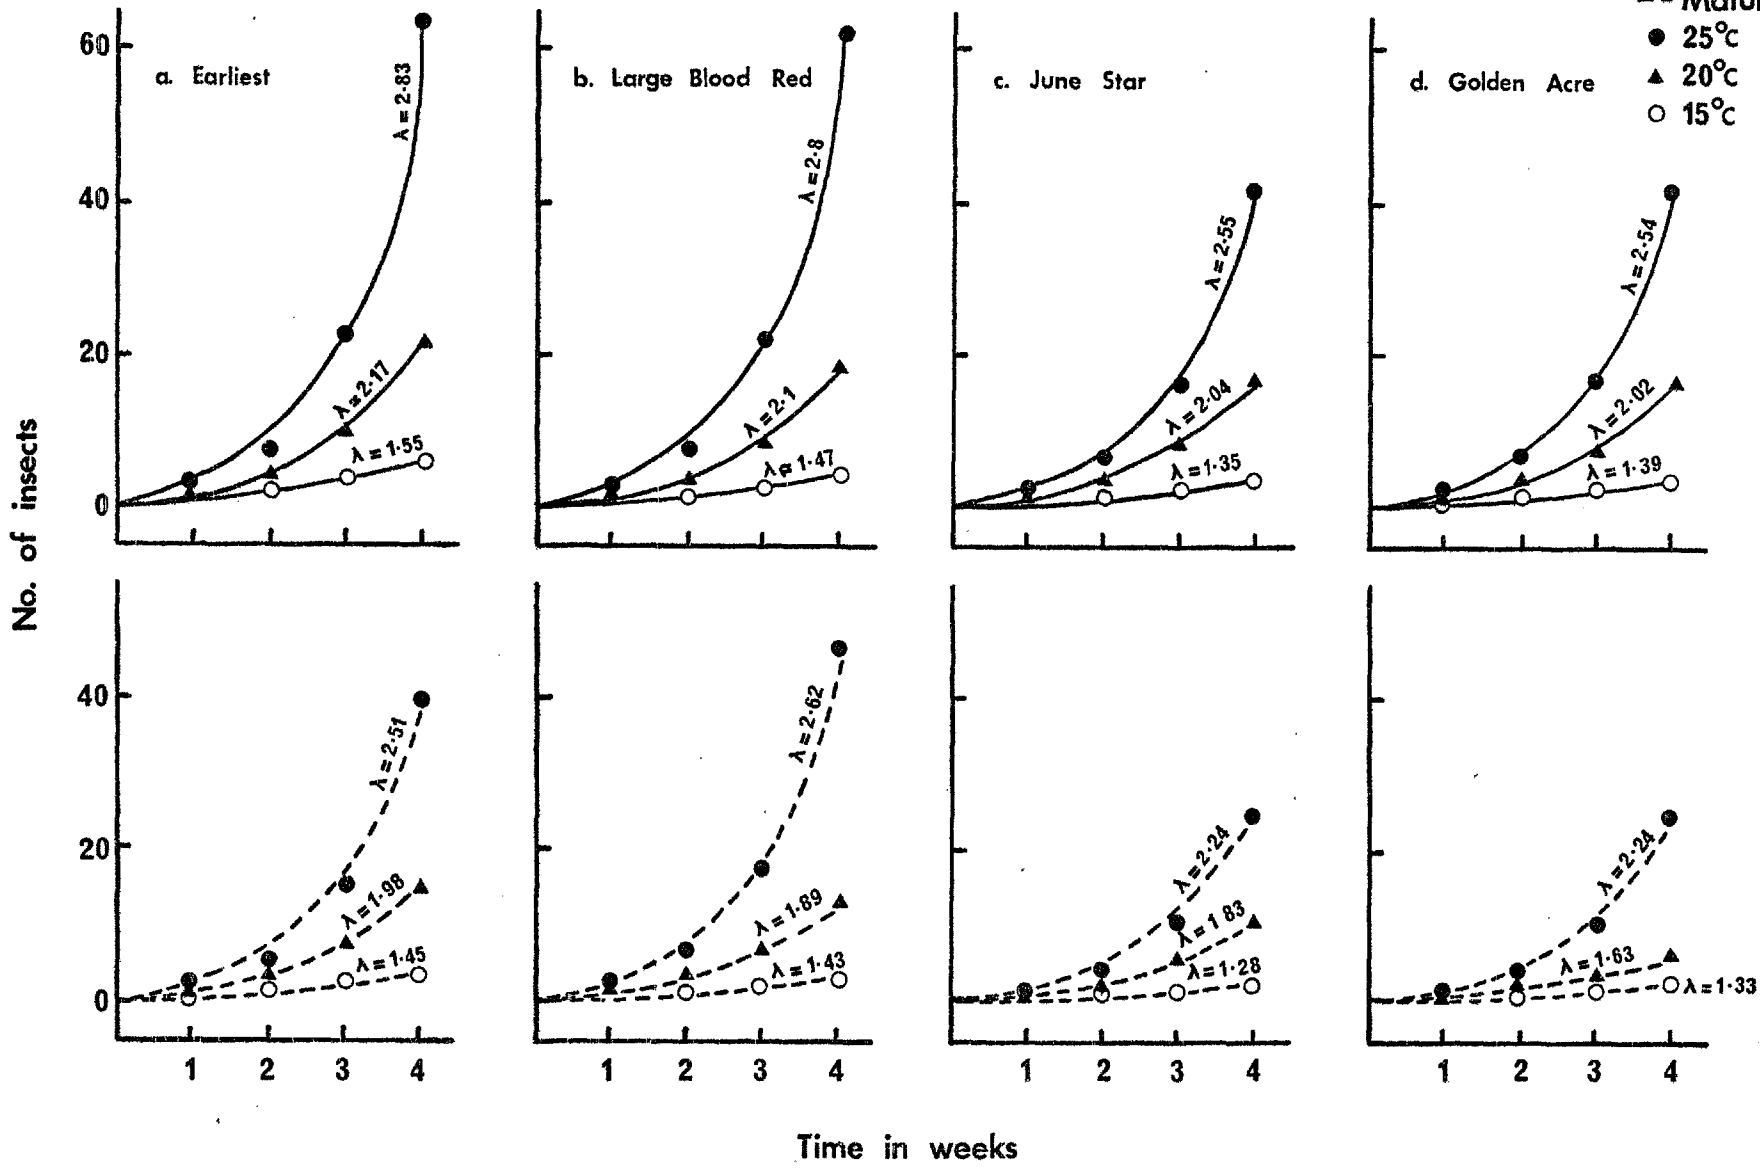 -- Matur
● 25°C
▲ 20°C
○ 15°C
a. Earliest
b. Large Blood Red
c. June Star
d. Golden Acre
60
40
20
0
λ = 2·83
λ = 2·17
λ = 1·55
λ = 2·8
λ = 2·1
λ = 1·47
λ = 2·55
λ = 2·04
λ = 1·35
λ = 2·54
λ = 2·02
λ = 1·39
No. of insects
40
20
0
λ = 2·51
λ = 1·98
λ = 1·45
λ = 2·62
λ = 1·89
λ = 1·43
λ = 2·24
λ = 1 83
λ = 1·28
λ = 2·24
λ = 1·63
λ = 1·33
1 2 3 4
1 2 3 4
1 2 3 4
1 2 3 4
Time in weeks